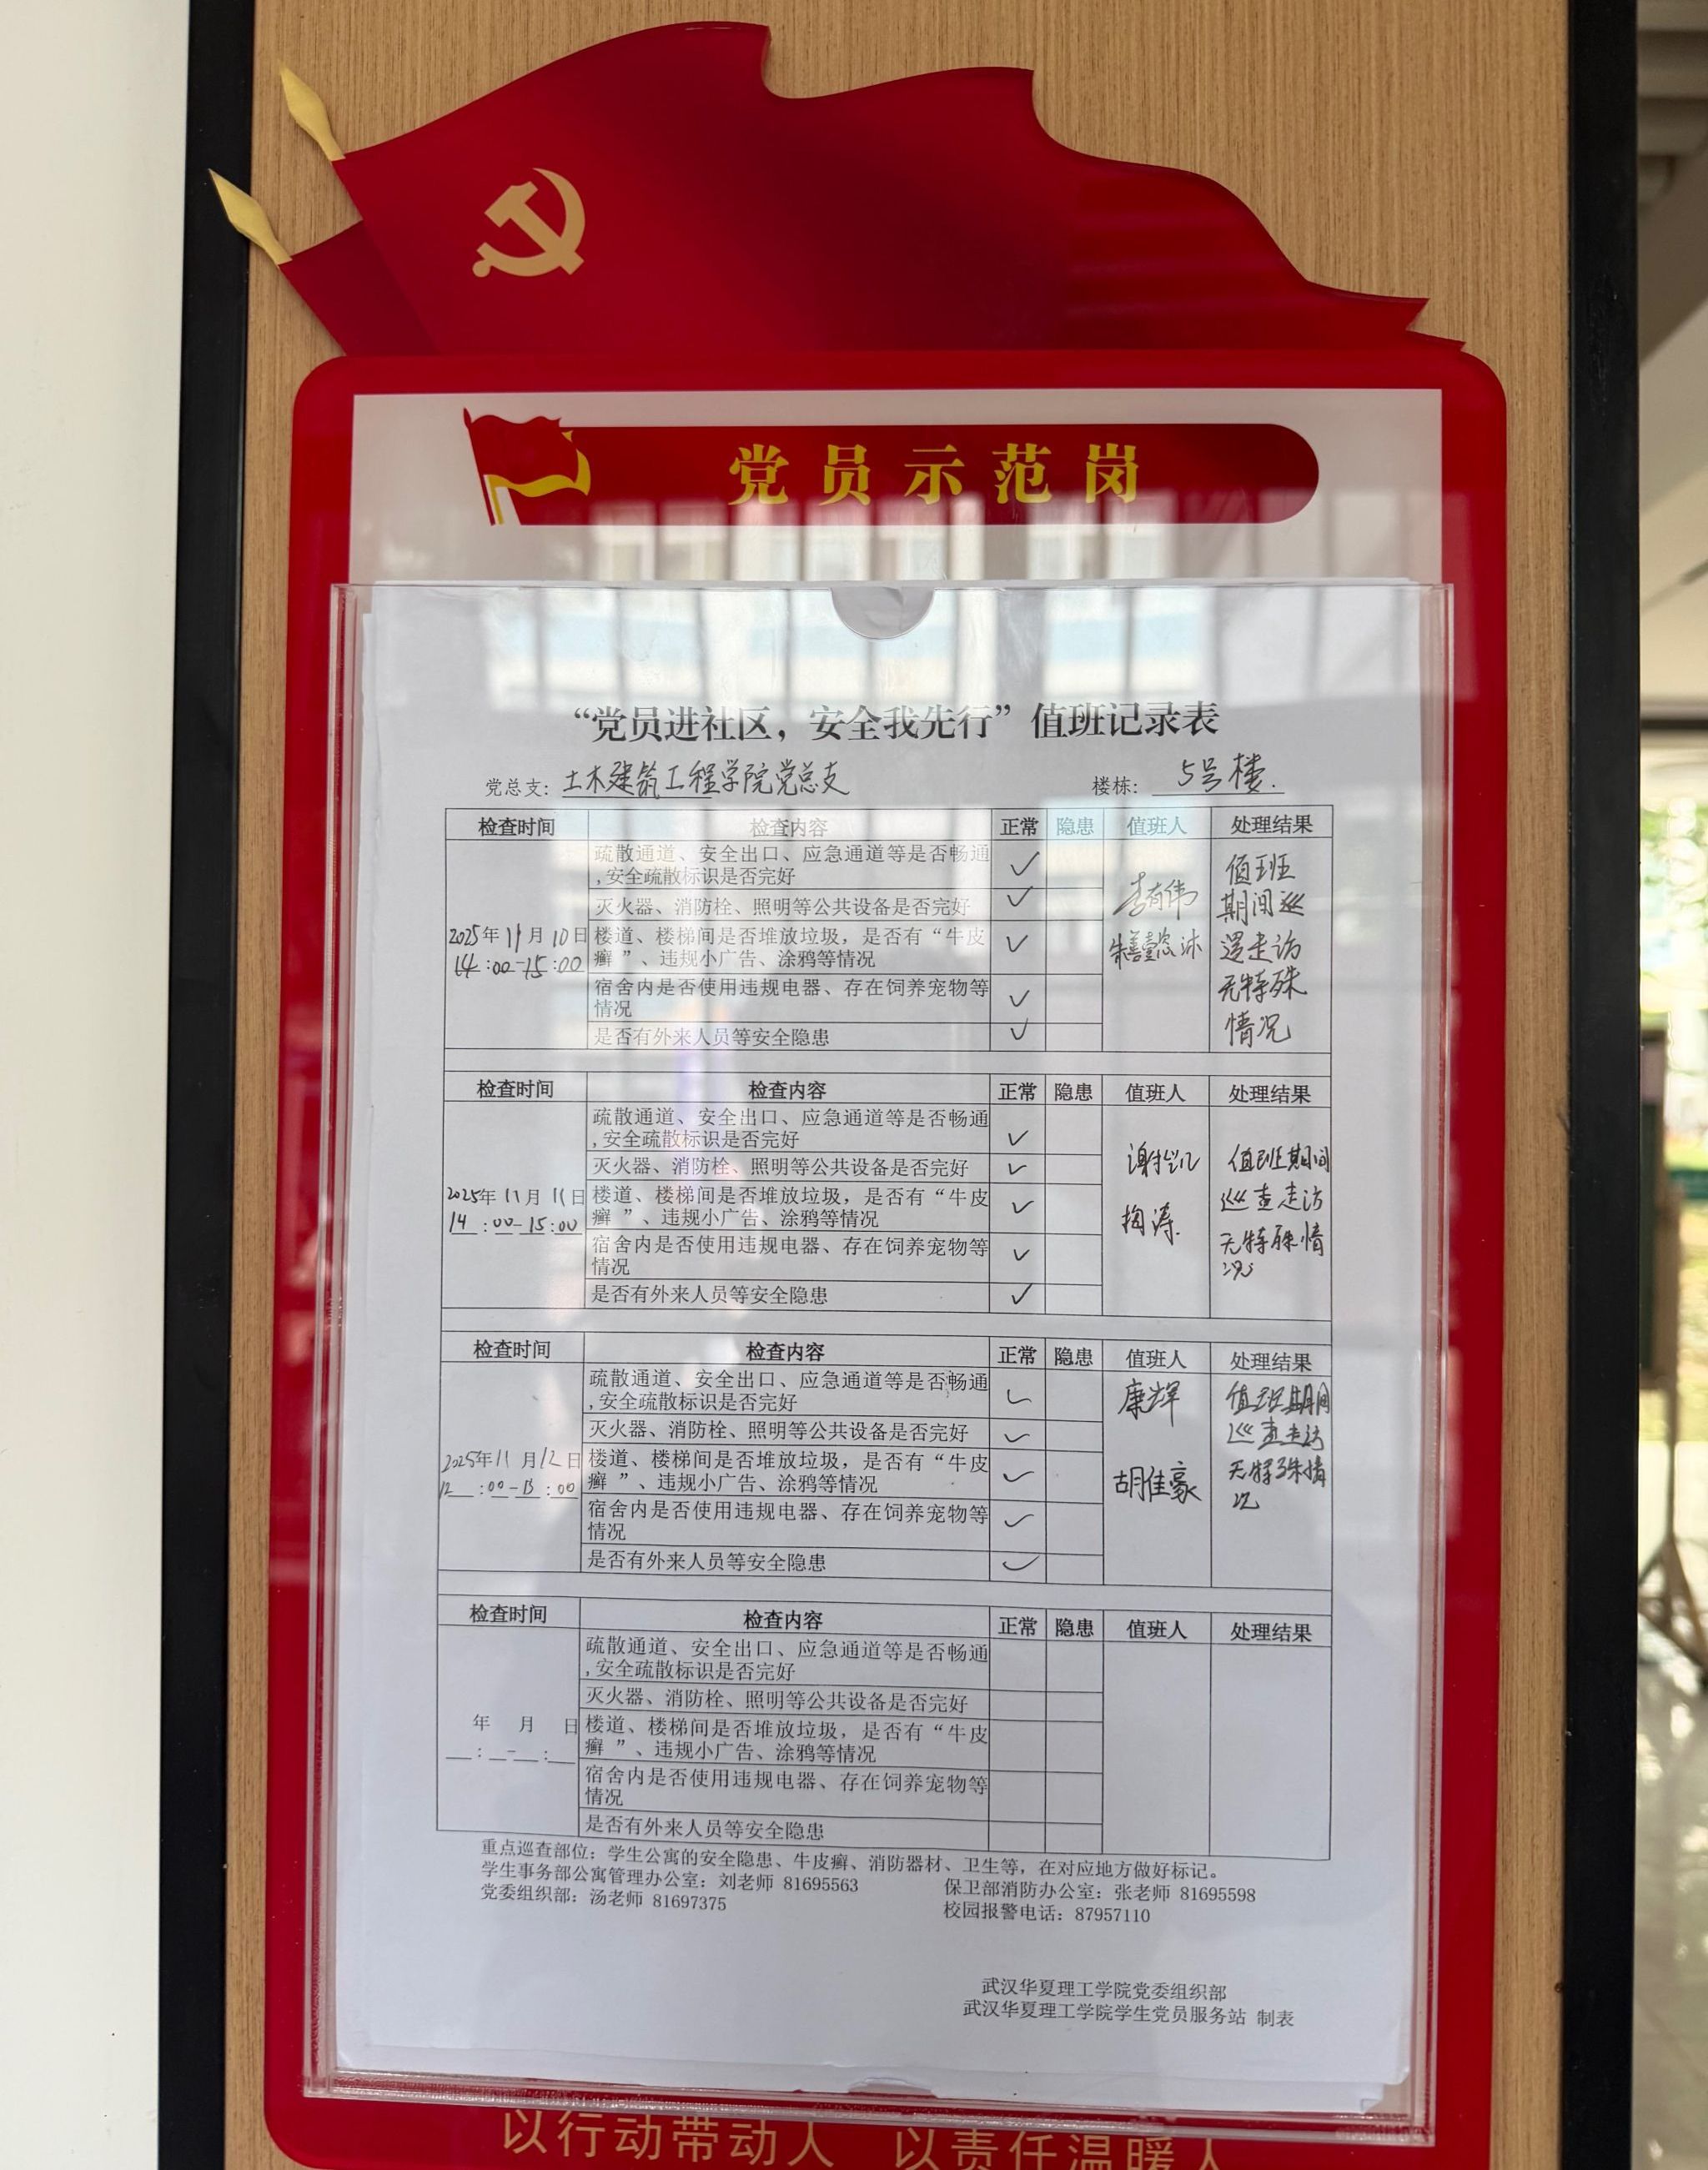 党员示范岗
“党员进社区，安全我先行”值班记录表
党总支：土木建筑工程学院党总支 楼栋：5号楼.
检查时间 检查内容 正常 隐患 值班人 处理结果
疏散通道、安全出口、应急通道等是否畅通
,安全疏散标识是否完好
灭火器、消防栓、照明等公共设备是否完好
楼道、楼梯间是否堆放垃圾，是否有“牛皮
癣 ”、违规小广告、涂鸦等情况
宿舍内是否使用违规电器、存在饲养宠物等
情况
是否有外来人员等安全隐患
2025年11月10日
14:00-15:00
李有伟
值班
期间巡
逻走访
无特殊
情况
检查时间 检查内容 正常 隐患 值班人 处理结果
疏散通道、安全出口、应急通道等是否畅通
,安全疏散标识是否完好
灭火器、消防栓、照明等公共设备是否完好
楼道、楼梯间是否堆放垃圾，是否有“牛皮
癣 ”、违规小广告、涂鸦等情况
宿舍内是否使用违规电器、存在饲养宠物等
情况
是否有外来人员等安全隐患
2025年11月11日
14:00-15:00
值班期间
巡查走访
无特殊情
况
检查时间 检查内容 正常 隐患 值班人 处理结果
疏散通道、安全出口、应急通道等是否畅通
,安全疏散标识是否完好
灭火器、消防栓、照明等公共设备是否完好
楼道、楼梯间是否堆放垃圾，是否有“牛皮
癣 ”、违规小广告、涂鸦等情况
宿舍内是否使用违规电器、存在饲养宠物等
情况
是否有外来人员等安全隐患
2025年11月12日
12:00-13:00
康辉
胡佳豪
值班期间
巡查走访
无特殊情
况
检查时间 检查内容 正常 隐患 值班人 处理结果
疏散通道、安全出口、应急通道等是否畅通
,安全疏散标识是否完好
灭火器、消防栓、照明等公共设备是否完好
楼道、楼梯间是否堆放垃圾，是否有“牛皮
癣 ”、违规小广告、涂鸦等情况
宿舍内是否使用违规电器、存在饲养宠物等
情况
是否有外来人员等安全隐患
年 月 日
__:__-__:__
重点巡查部位：学生公寓的安全隐患、牛皮癣、消防器材、卫生等，在对应地方做好标记。
学生事务部公寓管理办公室：刘老师 81695563 保卫部消防办公室：张老师 81695598
党委组织部：汤老师 81697375 校园报警电话：87957110
武汉华夏理工学院党委组织部
武汉华夏理工学院学生党员服务站 制表
以行动带动人 以责任温暖人